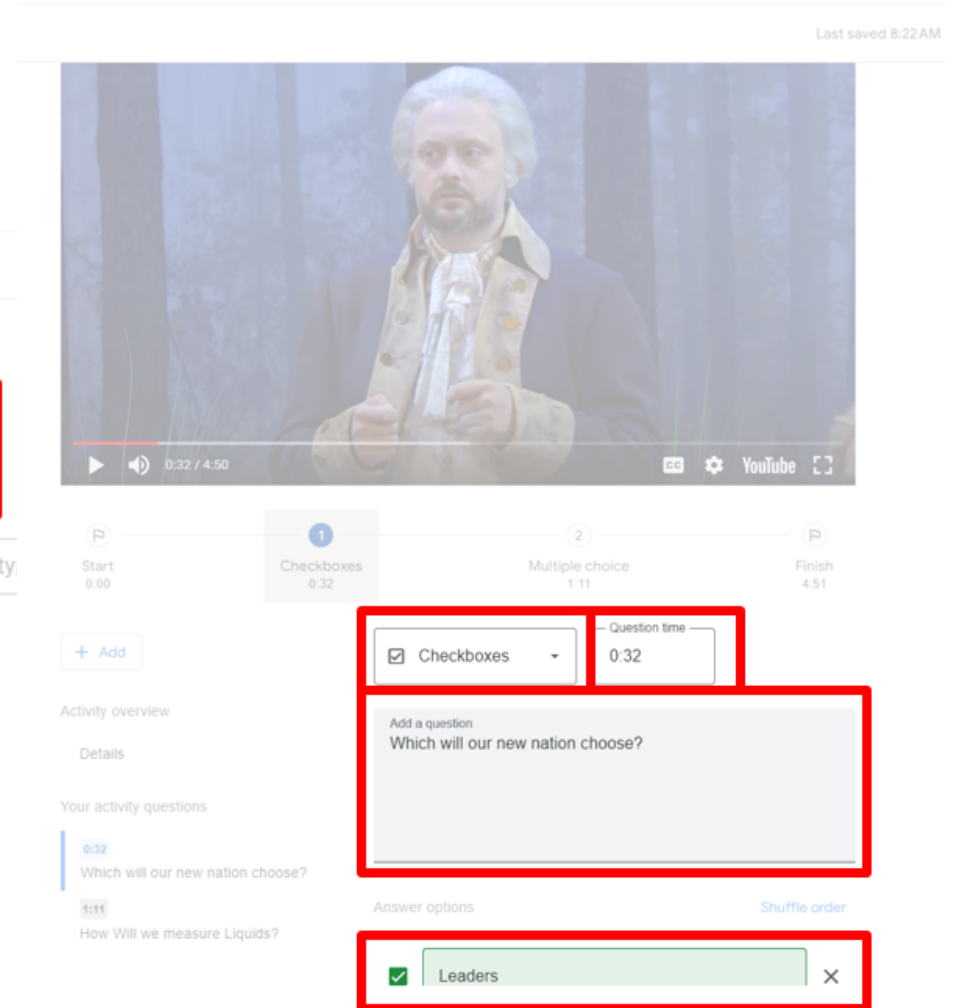 Last saved 8:22 AM
0:32 / 4:50
CC
YouTube
ty
1
2
Start
Checkboxes
Multiple choice
Finish
0:00
0:32
1:11
4:51
+ Add
Checkboxes
Question time
0:32
Activity overview
Add a question
Which will our new nation choose?
Details
Your activity questions
0:32
Which will our new nation choose?
1:11
How Will we measure Liquids?
Answer options
Shuffle order
Leaders